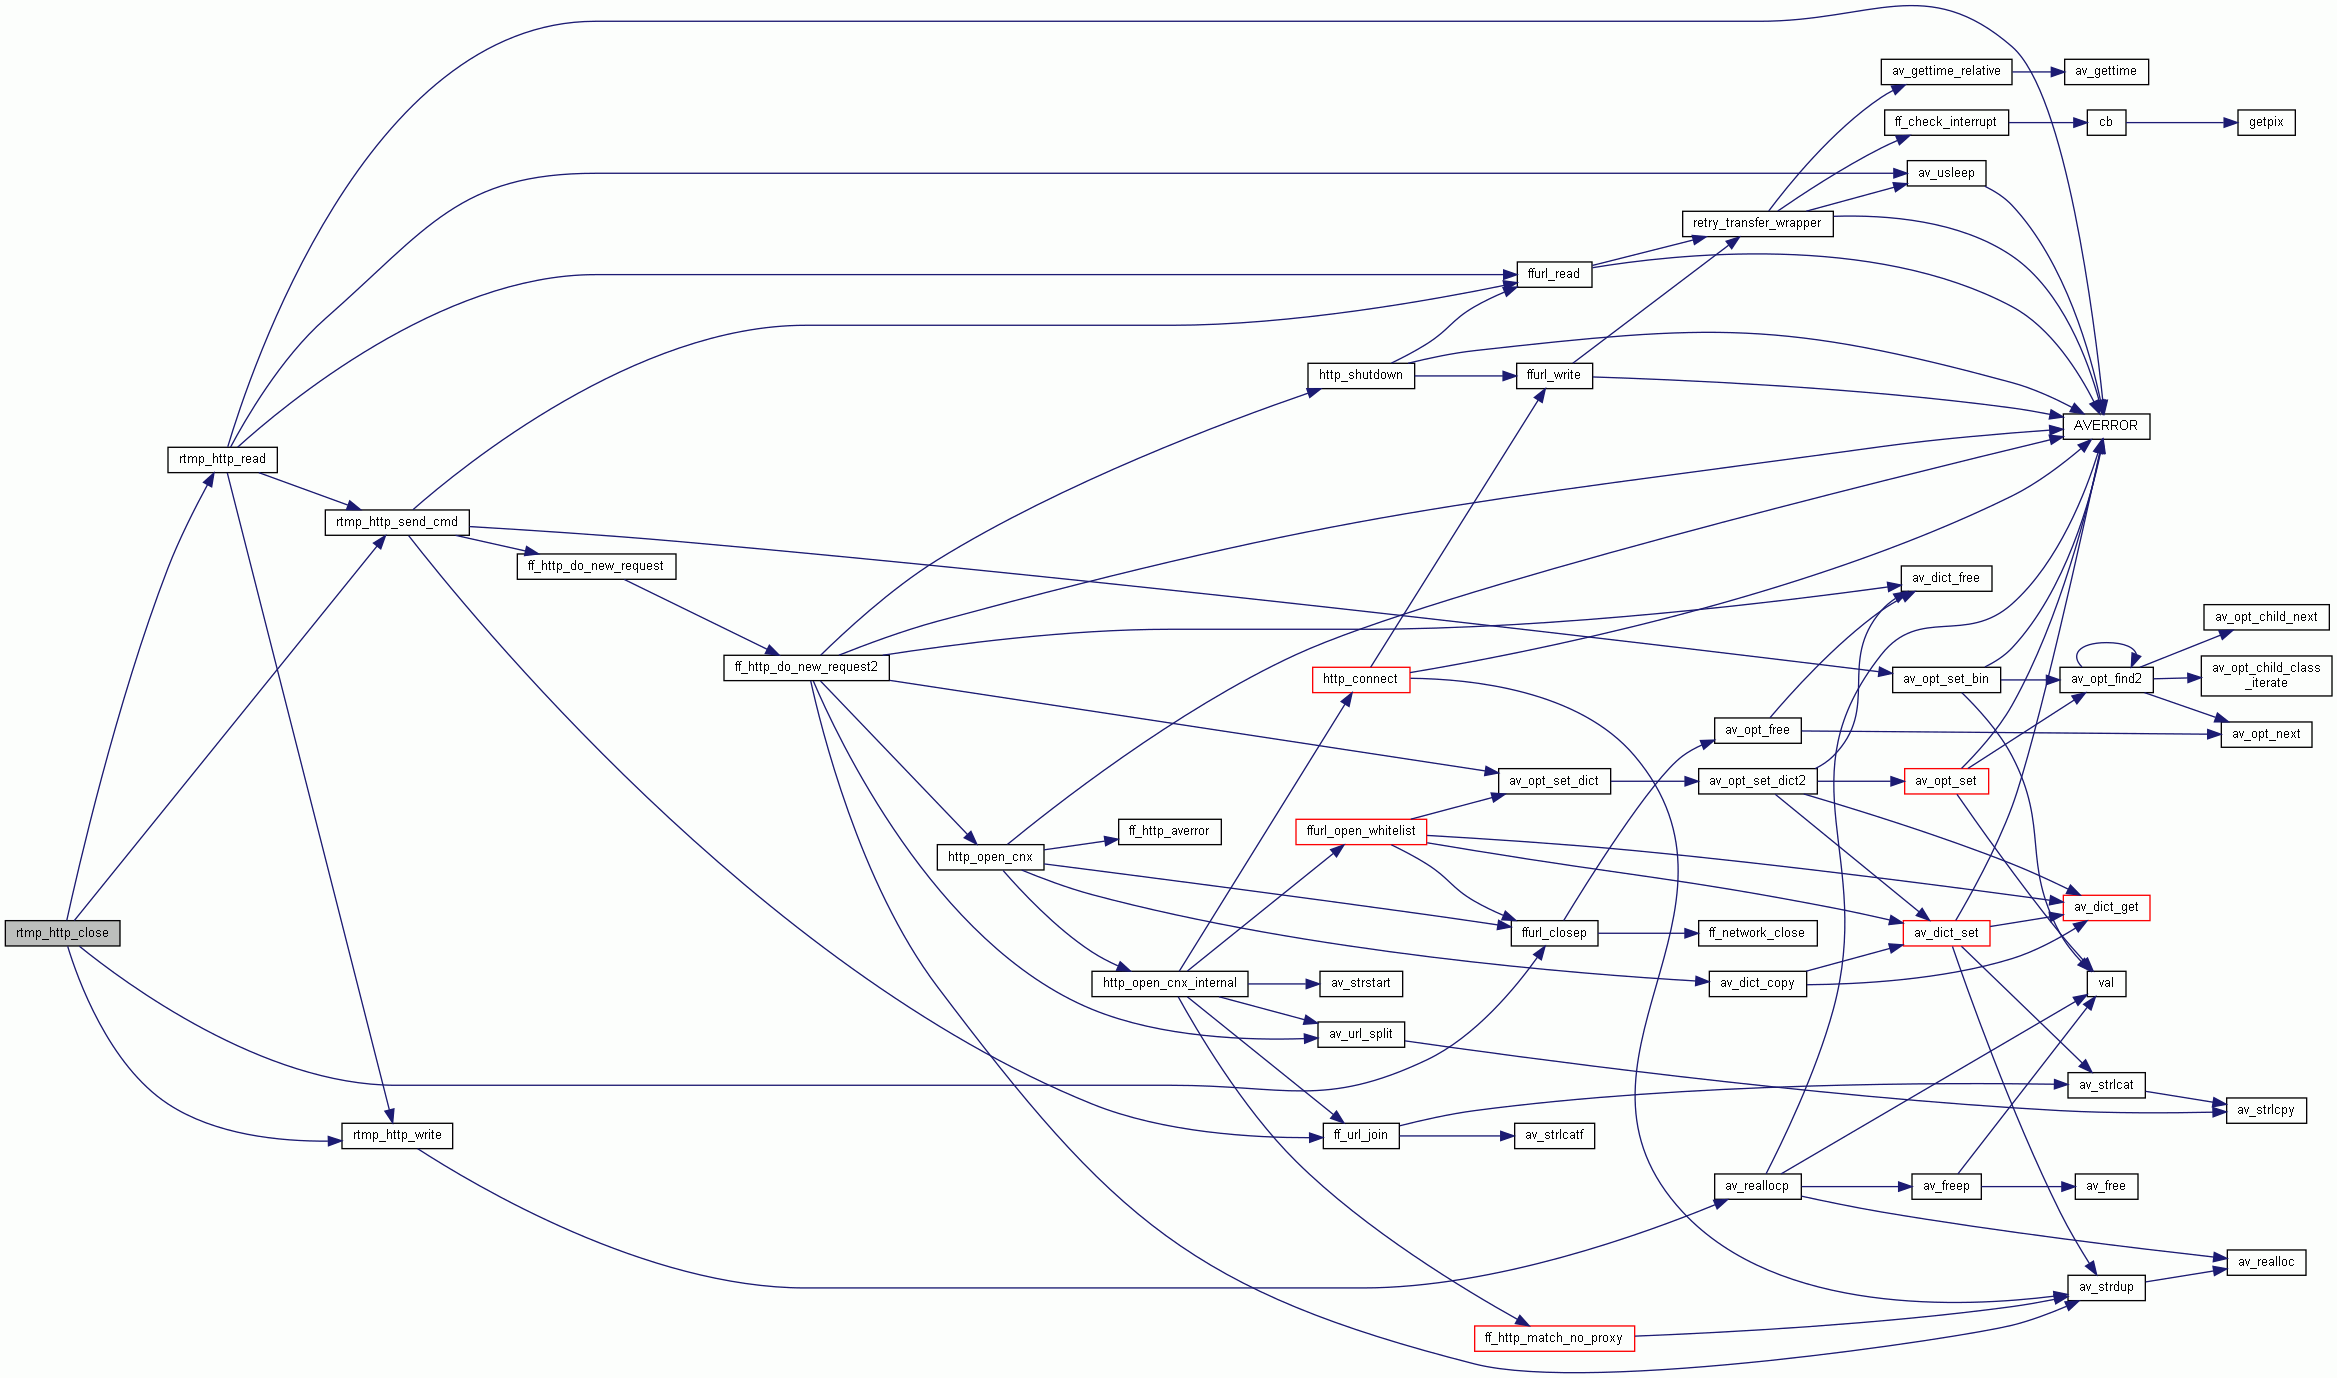 rtmp_http_close
rtmp_http_read
rtmp_http_send_cmd
rtmp_http_write
ff_http_do_new_request
ff_http_do_new_request2
http_open_cnx
ff_http_averror
http_open_cnx_internal
http_shutdown
http_connect
ffurl_open_whitelist
av_strstart
av_url_split
ff_url_join
ffurl_read
ffurl_write
av_opt_set_dict
ffurl_closep
av_strlcatf
ff_http_match_no_proxy
retry_transfer_wrapper
av_opt_free
av_opt_set_dict2
ff_network_close
av_dict_copy
av_reallocp
av_gettime_relative
ff_check_interrupt
av_usleep
av_dict_free
av_opt_set_bin
av_opt_set
av_dict_set
av_freep
av_gettime
cb
AVERROR
av_opt_find2
av_dict_get
val
av_strlcat
av_free
av_strdup
getpix
av_opt_child_next
av_opt_child_class
_iterate
av_opt_next
av_strlcpy
av_realloc